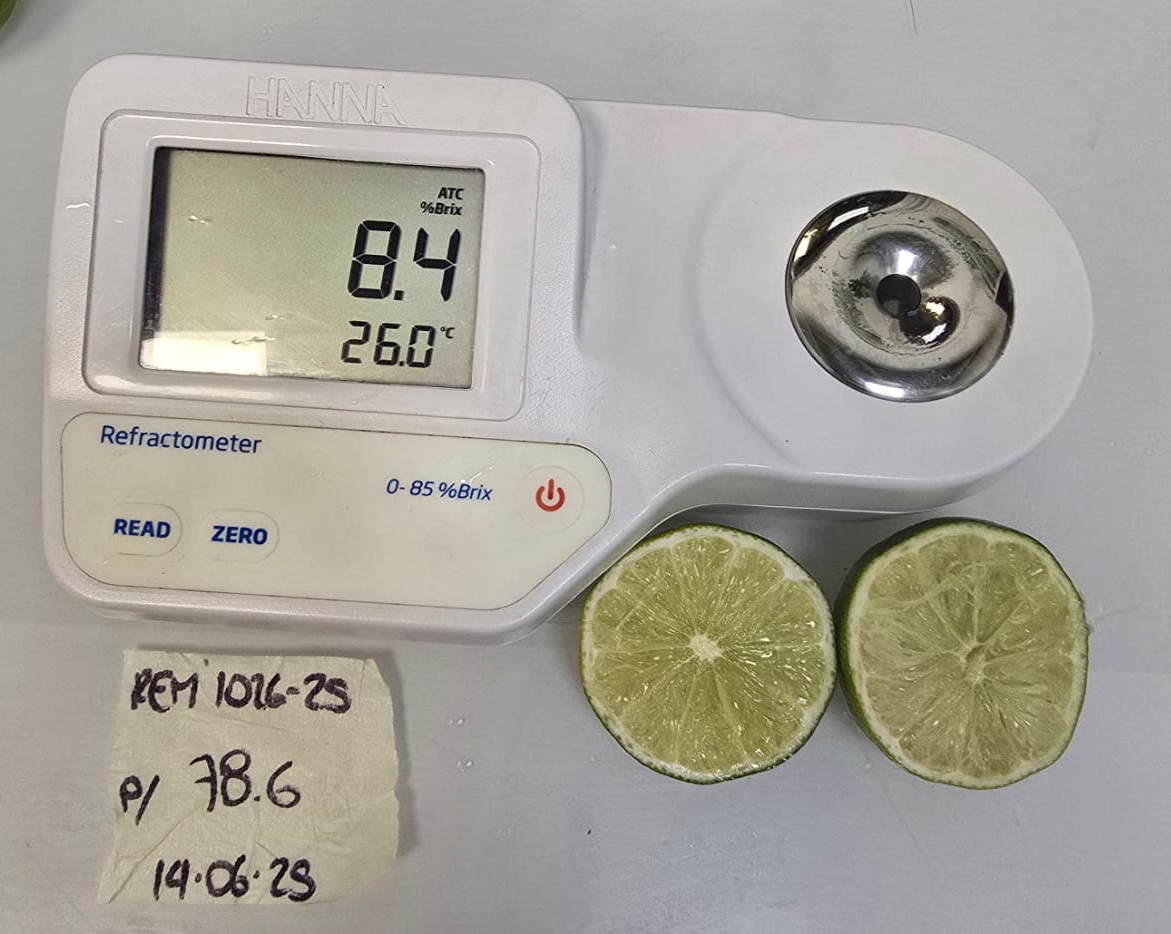 HANNA
ATC
%Brix
8.4
26.0°C
Refractometer
0-85 %Brix
READ
ZERO
REM 1026-25
P/ 78.6
14.06.25